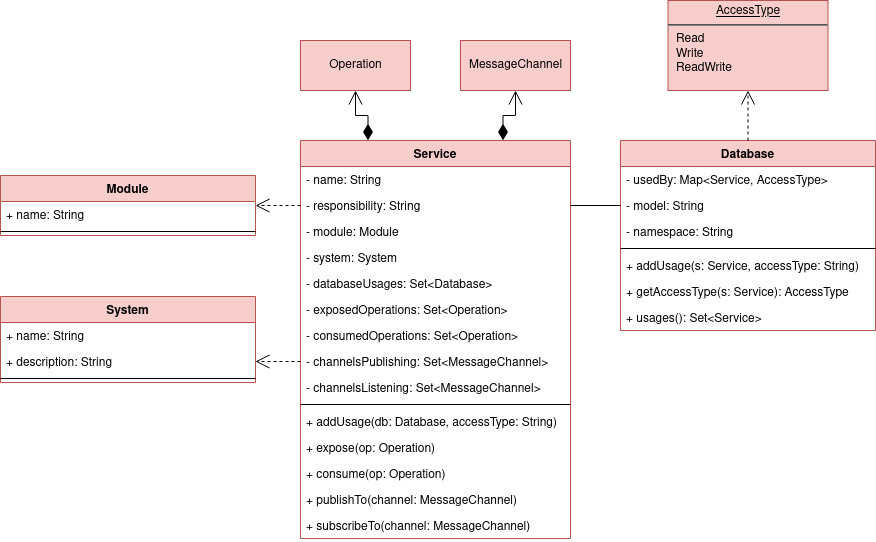 AccessType
Read
Write
ReadWrite
Operation
MessageChannel
Service
- name: String
- responsibility: String
- module: Module
- system: System
- databaseUsages: Set<Database>
- exposedOperations: Set<Operation>
- consumedOperations: Set<Operation>
- channelsPublishing: Set<MessageChannel>
- channelsListening: Set<MessageChannel>
+ addUsage(db: Database, accessType: String)
+ expose(op: Operation)
+ consume(op: Operation)
+ publishTo(channel: MessageChannel)
+ subscribeTo(channel: MessageChannel)
Database
- usedBy: Map<Service, AccessType>
- model: String
- namespace: String
+ addUsage(s: Service, accessType: String)
+ getAccessType(s: Service): AccessType
+ usages(): Set<Service>
Module
+ name: String
System
+ name: String
+ description: String